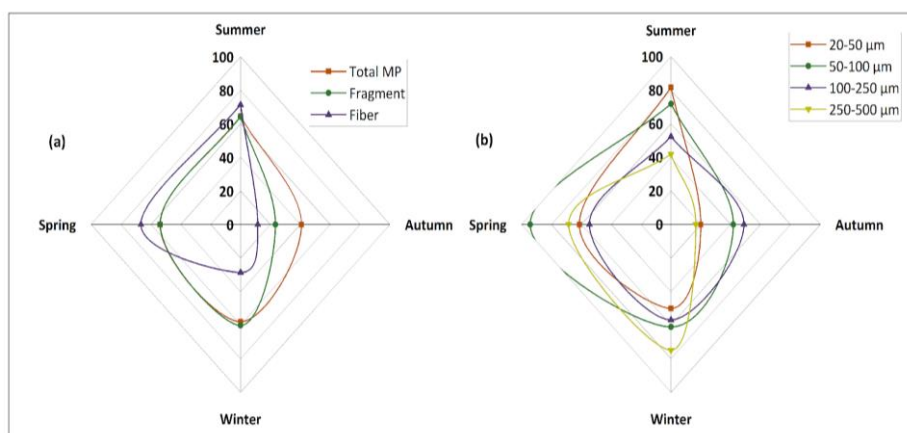 Summer
100
80
60
40
20
0
Total MP
Fragment
Fiber
(a)
Spring
Autumn
Winter
Summer
100
80
60
40
20
0
20-50 µm
50-100 µm
100-250 µm
250-500 µm
(b)
Spring
Autumn
Winter